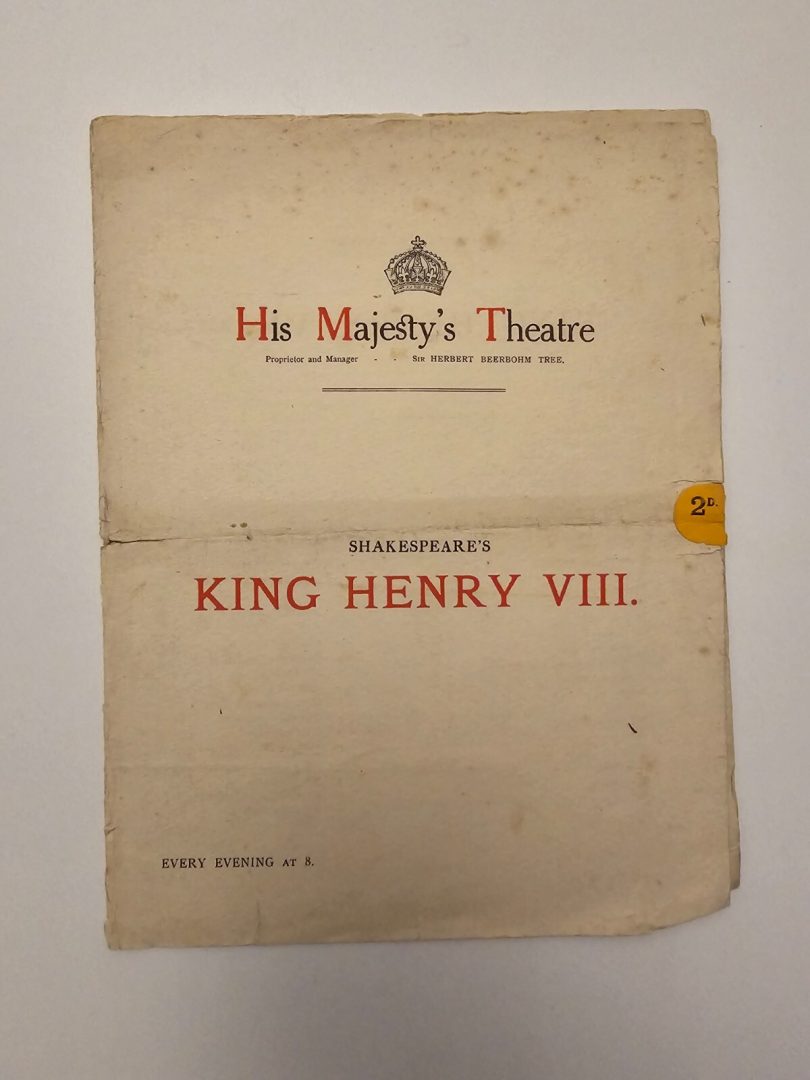 His Majesty's Theatre
Proprietor and Manager - - SIR HERBERT BEERBOHM TREE.
2D.
SHAKESPEARE'S
KING HENRY VIII.
EVERY EVENING AT 8.